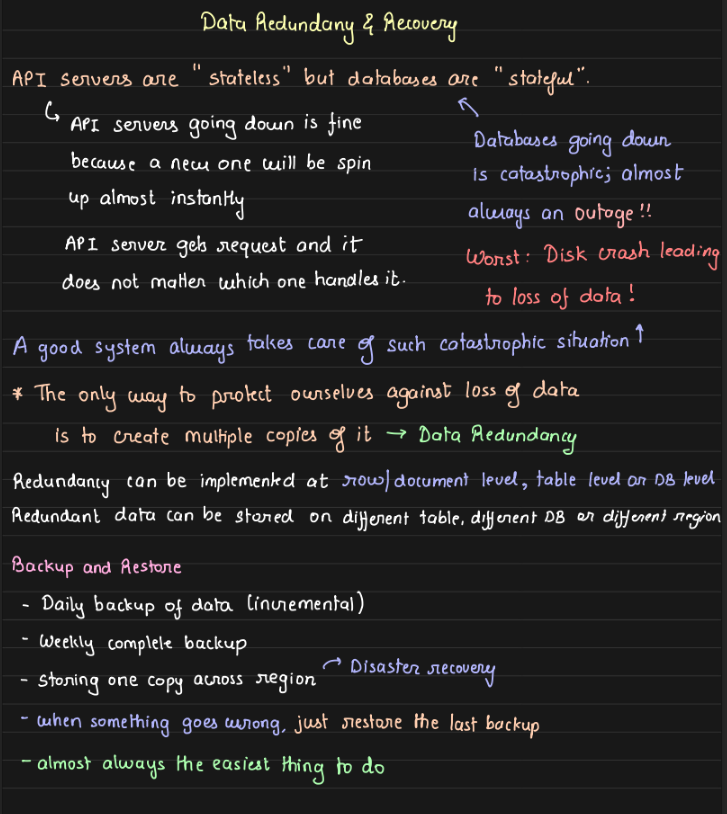 Data Redundany & Recovery
API servers are "stateless" but databases are "stateful".
API servers going down is fine
because a new one will be spin
up almost instantly
API server gets request and it
does not matter which one handles it.
Databases going down
is catastrophic; almost
always an outage!!
Worst: Disk crash leading
to loss of data!
A good system always takes care of such catastrophic situation
* The only way to protect ourselves against loss of data
is to create multiple copies of it → Data Redundancy
Redundancy can be implemented at row/document level, table level or DB level
Redundant data can be stored on different table, different DB or different region
Backup and Restore
- Daily backup of data (incremental)
- Weekly complete backup
- storing one copy across region → Disaster recovery
- when something goes wrong, just restore the last backup
- almost always the easiest thing to do